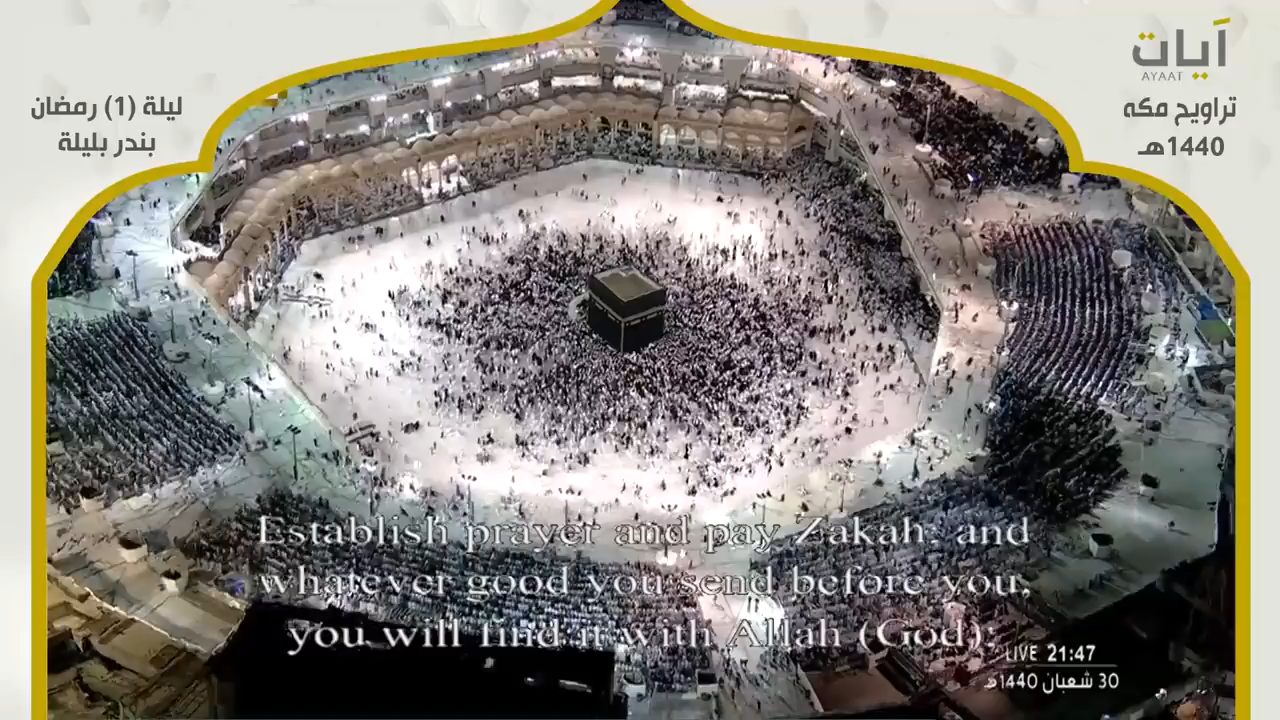 آيات
AYAAT
تراويح مكه
1440هـ
ليلة (1) رمضان
بندر بليلة
Establish prayer and pay Zakah: and
whatever good you send before you,
you will find it with Allah (God);
LIVE 21:47
30 شعبان 1440هـ